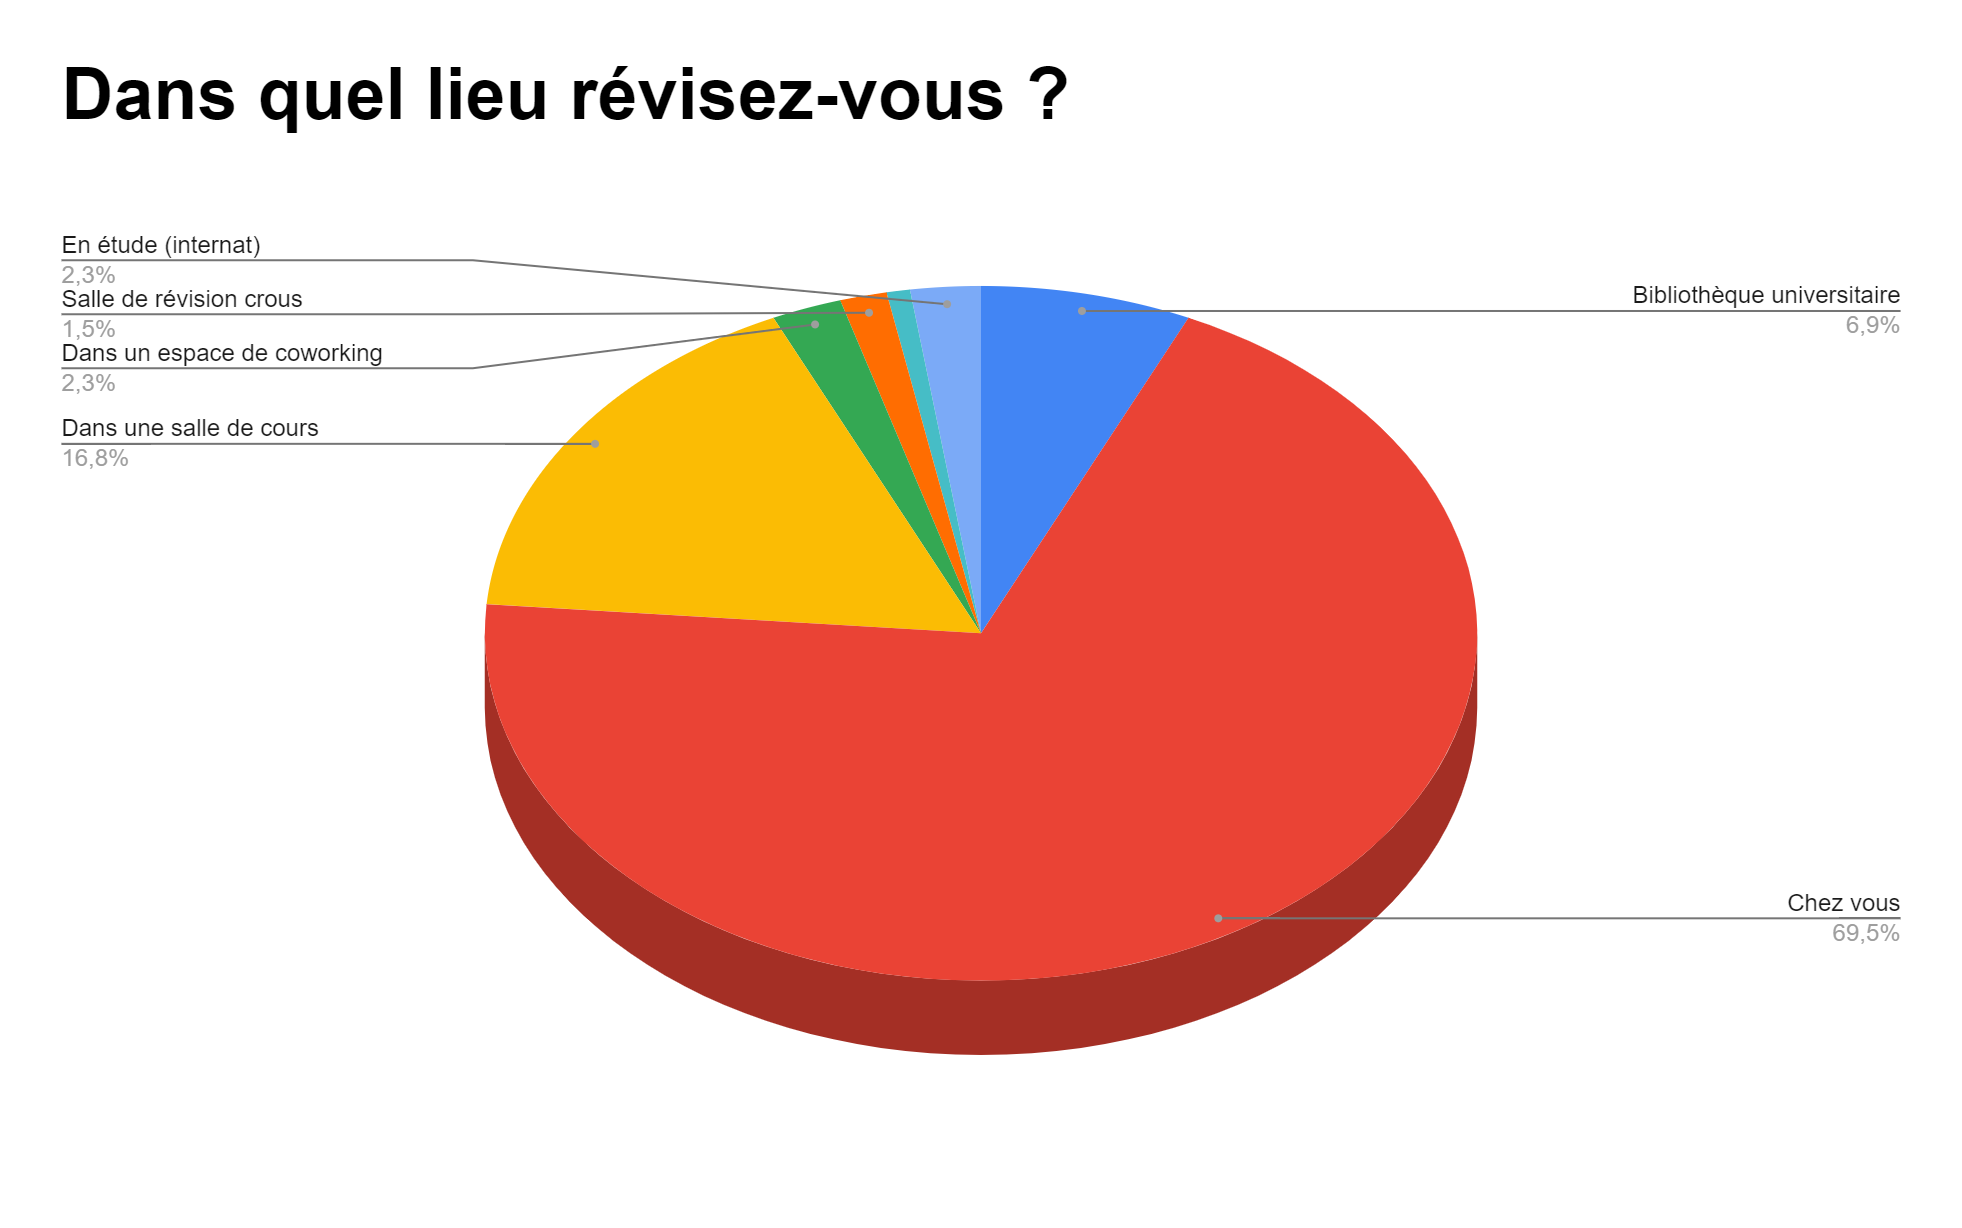 Dans quel lieu révisez-vous ?
En étude (internat)
2,3%
Salle de révision crous
1,5%
Dans un espace de coworking
2,3%
Dans une salle de cours
16,8%
Bibliothèque universitaire
6,9%
Chez vous
69,5%